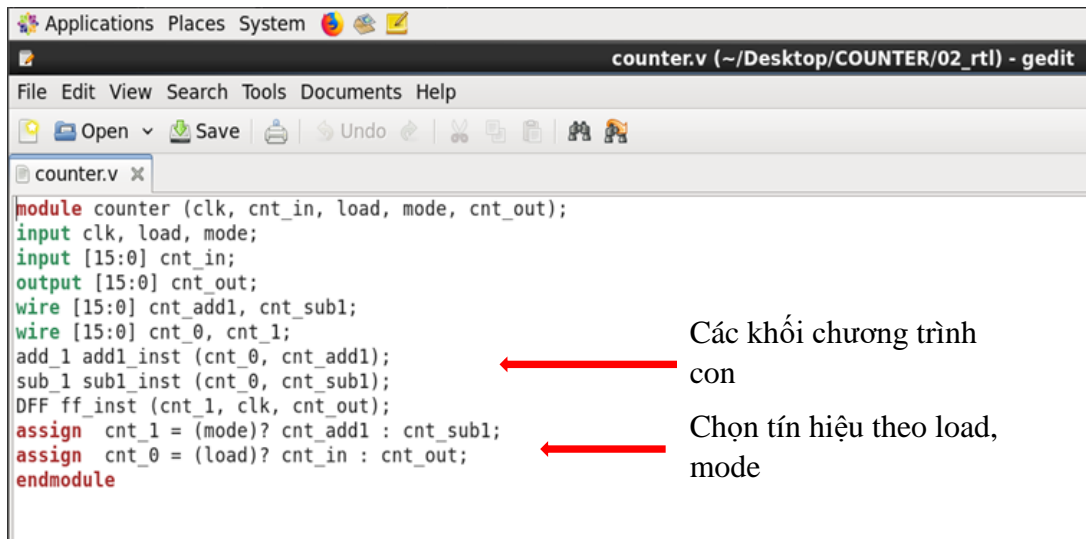 Applications Places System
counter.v (~/Desktop/COUNTER/02_rtl) - gedit
File Edit View Search Tools Documents Help
Open Save Undo
counter.v
module counter (clk, cnt_in, load, mode, cnt_out);
input clk, load, mode;
input [15:0] cnt_in;
output [15:0] cnt_out;
wire [15:0] cnt_add1, cnt_sub1;
wire [15:0] cnt_0, cnt_1;
add_1 add1_inst (cnt_0, cnt_add1);
sub_1 sub1_inst (cnt_0, cnt_sub1);
DFF ff_inst (cnt_1, clk, cnt_out);
assign  cnt_1 = (mode)? cnt_add1 : cnt_sub1;
assign  cnt_0 = (load)? cnt_in : cnt_out;
endmodule
Các khối chương trình
con
Chọn tín hiệu theo load,
mode